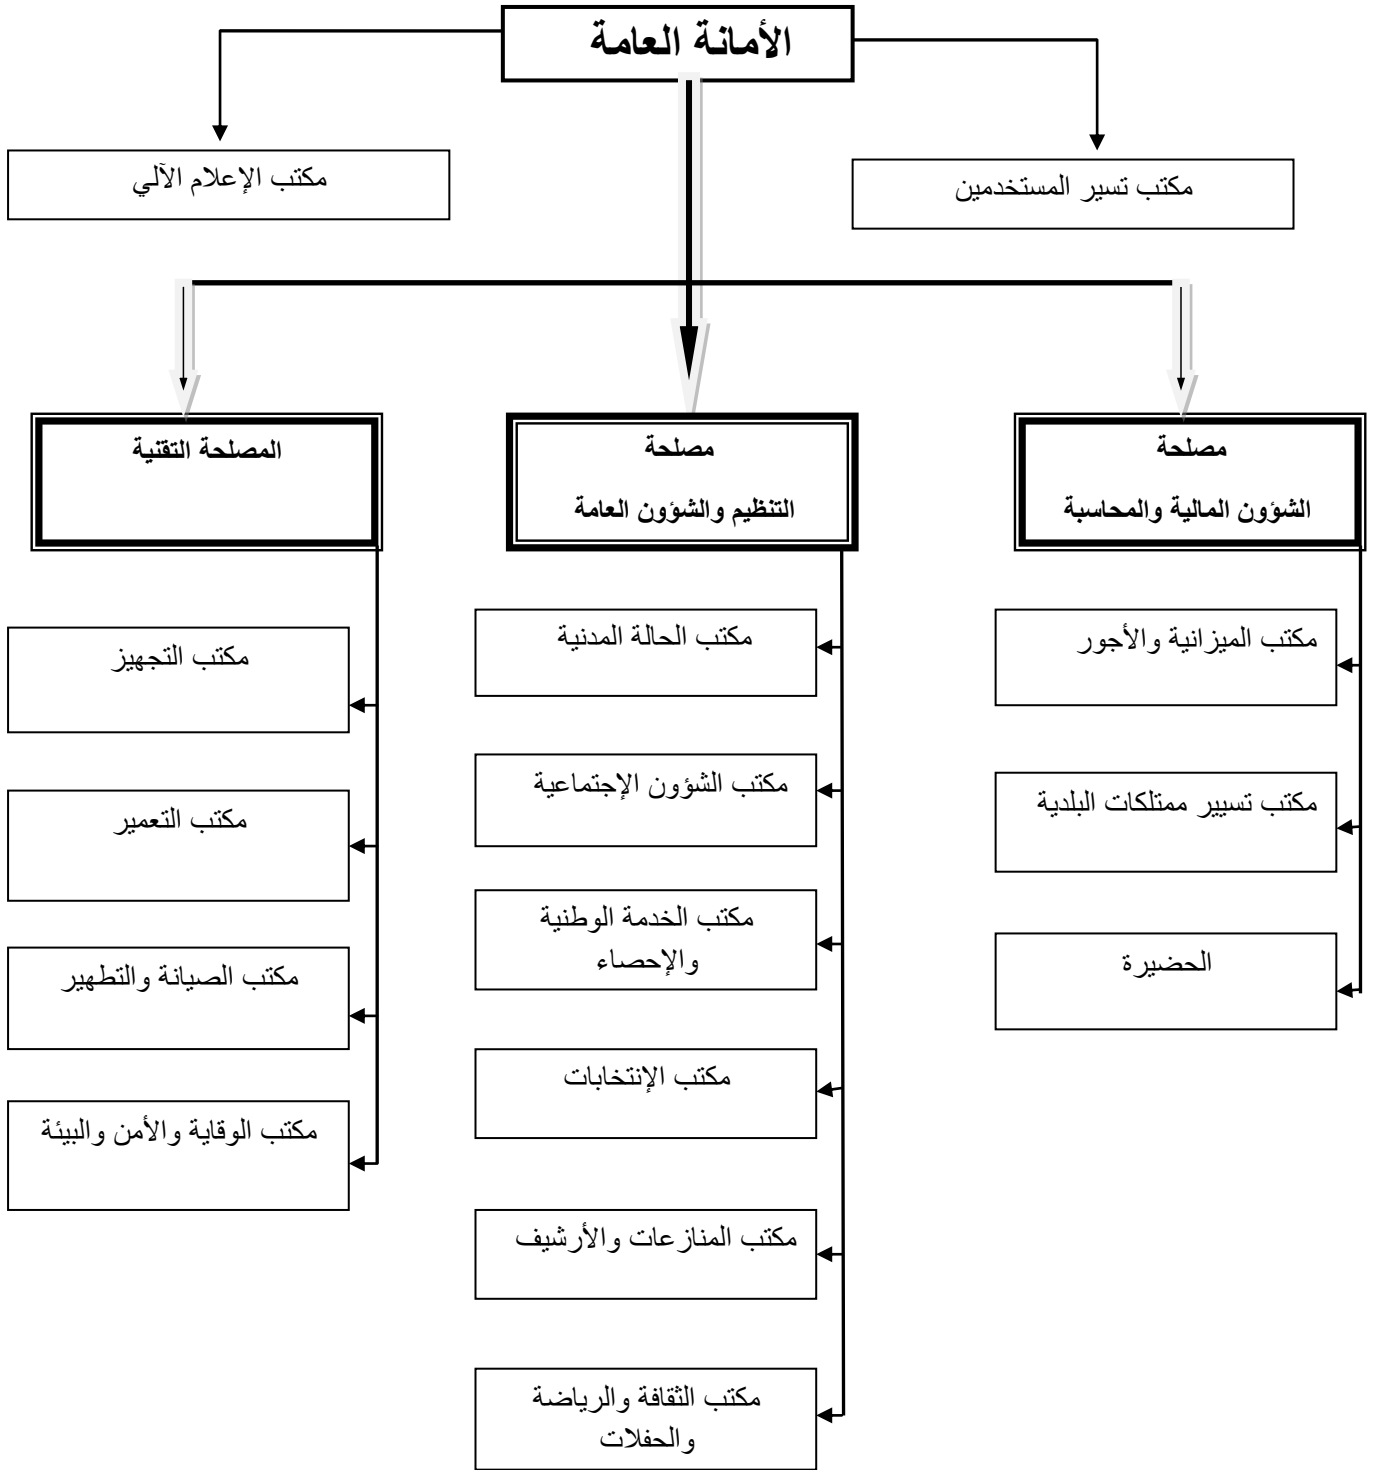 الأمانة العامة
مكتب تسير المستخدمين
مكتب الإعلام الآلي
مصلحة
الشؤون المالية والمحاسبة
مصلحة
التنظيم والشؤون العامة
المصلحة التقنية
مكتب الميزانية والأجور
مكتب تسيير ممتلكات البلدية
الحضيرة
مكتب الحالة المدنية
مكتب الشؤون الإجتماعية
مكتب الخدمة الوطنية
والإحصاء
مكتب الإنتخابات
مكتب المنازعات والأرشيف
مكتب الثقافة والرياضة
والحفلات
مكتب التجهيز
مكتب التعمير
مكتب الصيانة والتطهير
مكتب الوقاية والأمن والبيئة